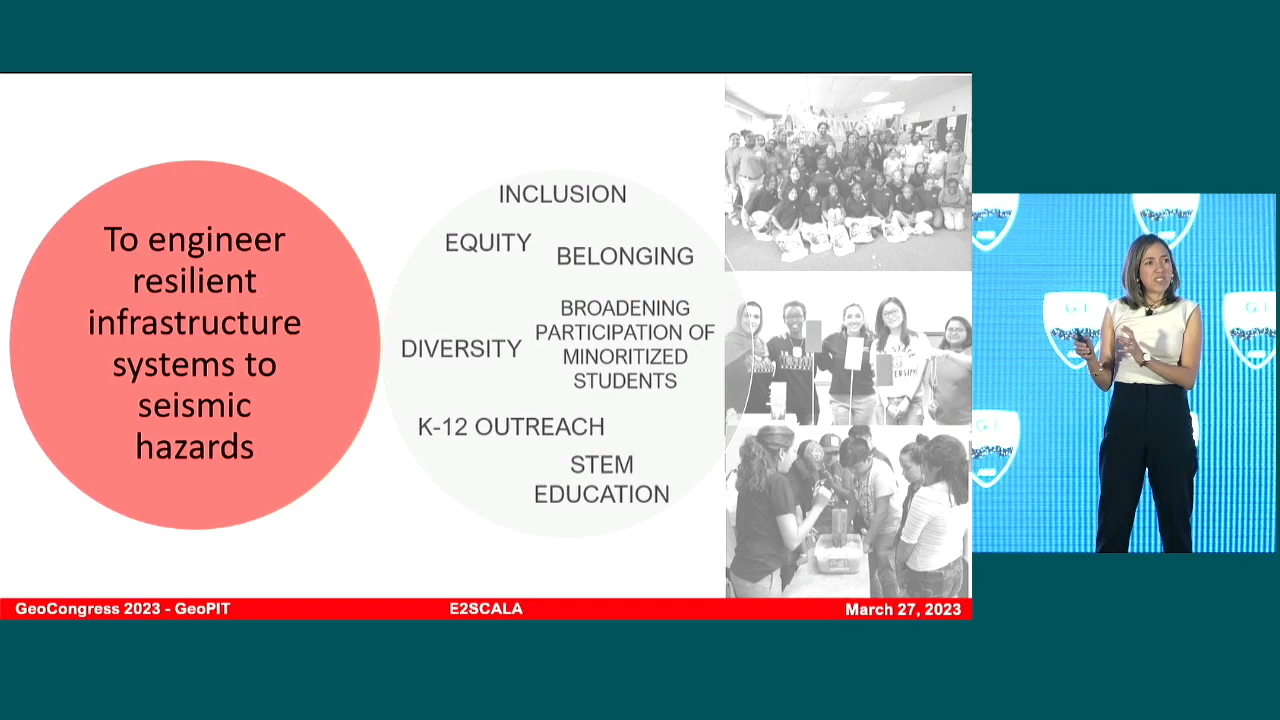 To engineer
resilient
infrastructure
systems to
seismic
hazards
INCLUSION
EQUITY
BELONGING
BROADENING
PARTICIPATION OF
MINORITIZED
STUDENTS
DIVERSITY
K-12 OUTREACH
STEM
EDUCATION
GeoCongress 2023 - GeoPIT
E2SCALA
March 27, 2023
G-I
G-I
G-I